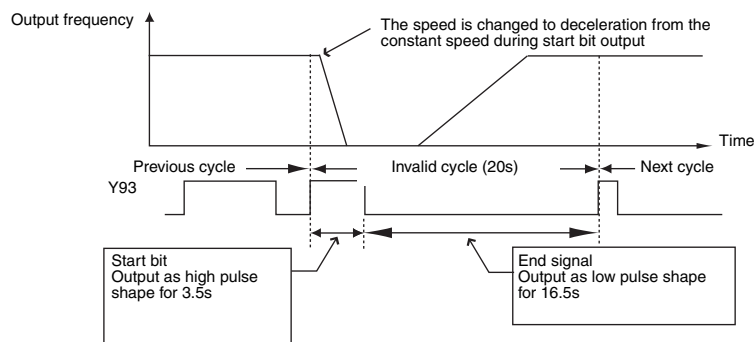 Output frequency
The speed is changed to deceleration from the
constant speed during start bit output
Time
Previous cycle
Invalid cycle (20s)
Next cycle
Y93
Start bit
Output as high pulse
shape for 3.5s
End signal
Output as low pulse shape
for 16.5s